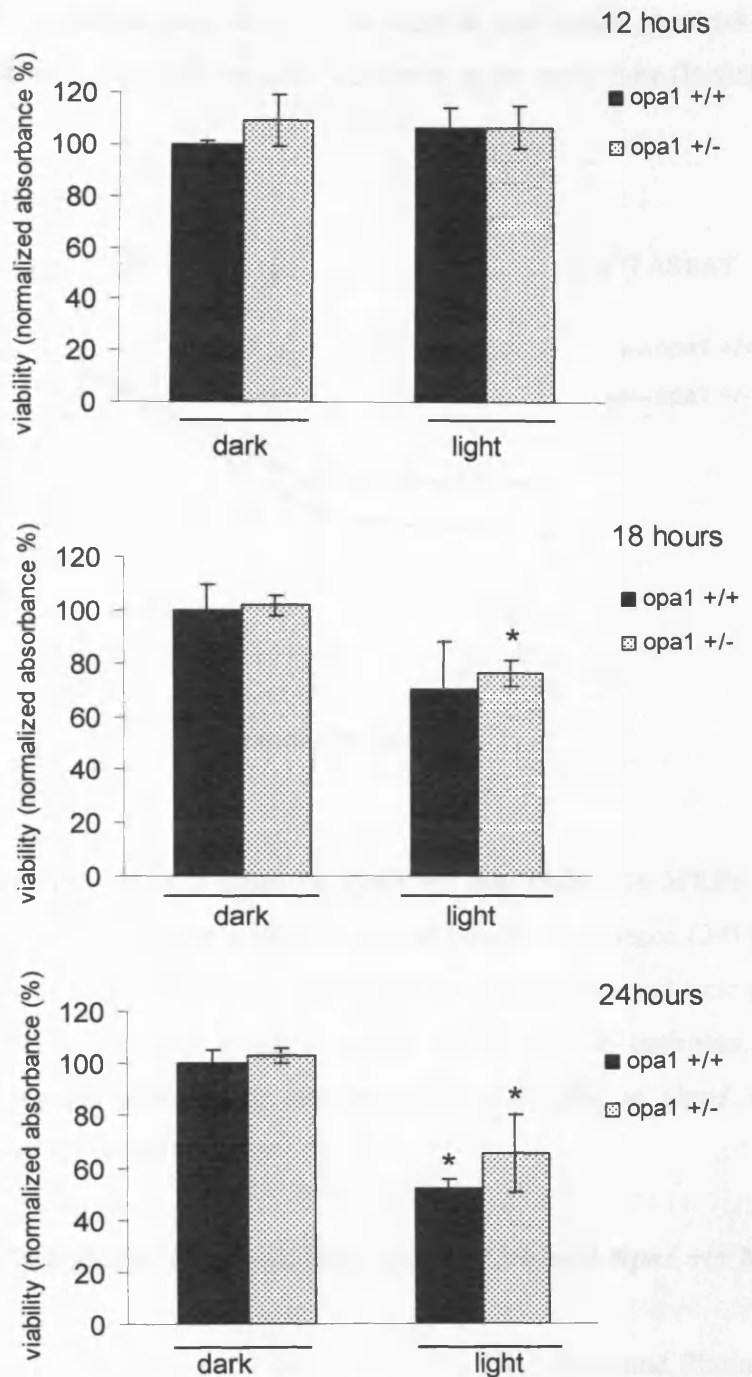 12 hours
viability (normalized absorbance %)
120
100
80
60
40
20
0
opa1 +/+
opa1 +/-
dark
light
18 hours
viability (normalized absorbance %)
120
100
80
60
40
20
0
opa1 +/+
opa1 +/-
*
dark
light
24hours
viability (normalized absorbance (%)
120
100
80
60
40
20
0
opa1 +/+
opa1 +/-
*
*
dark
light